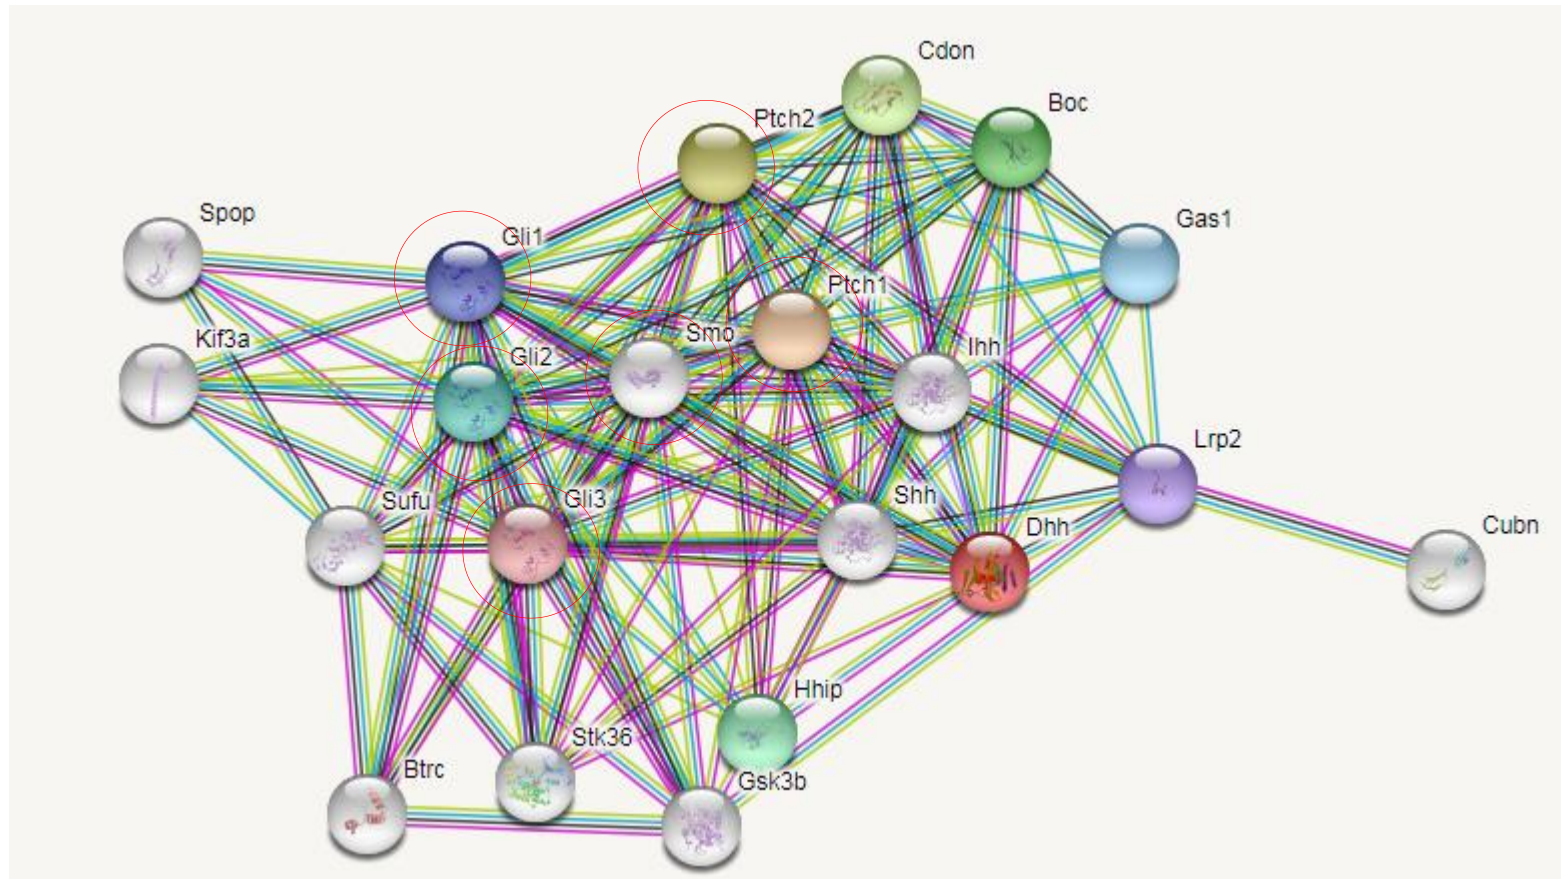 Cdon
Boc
Ptch2
Spop
Gas1
Gli1
Ptch1
Smo
Kif3a
Ihh
Gli2
Lrp2
Sufu
Gli3
Shh
Dhh
Cubn
Hhip
Stk36
Btrc
Gsk3b